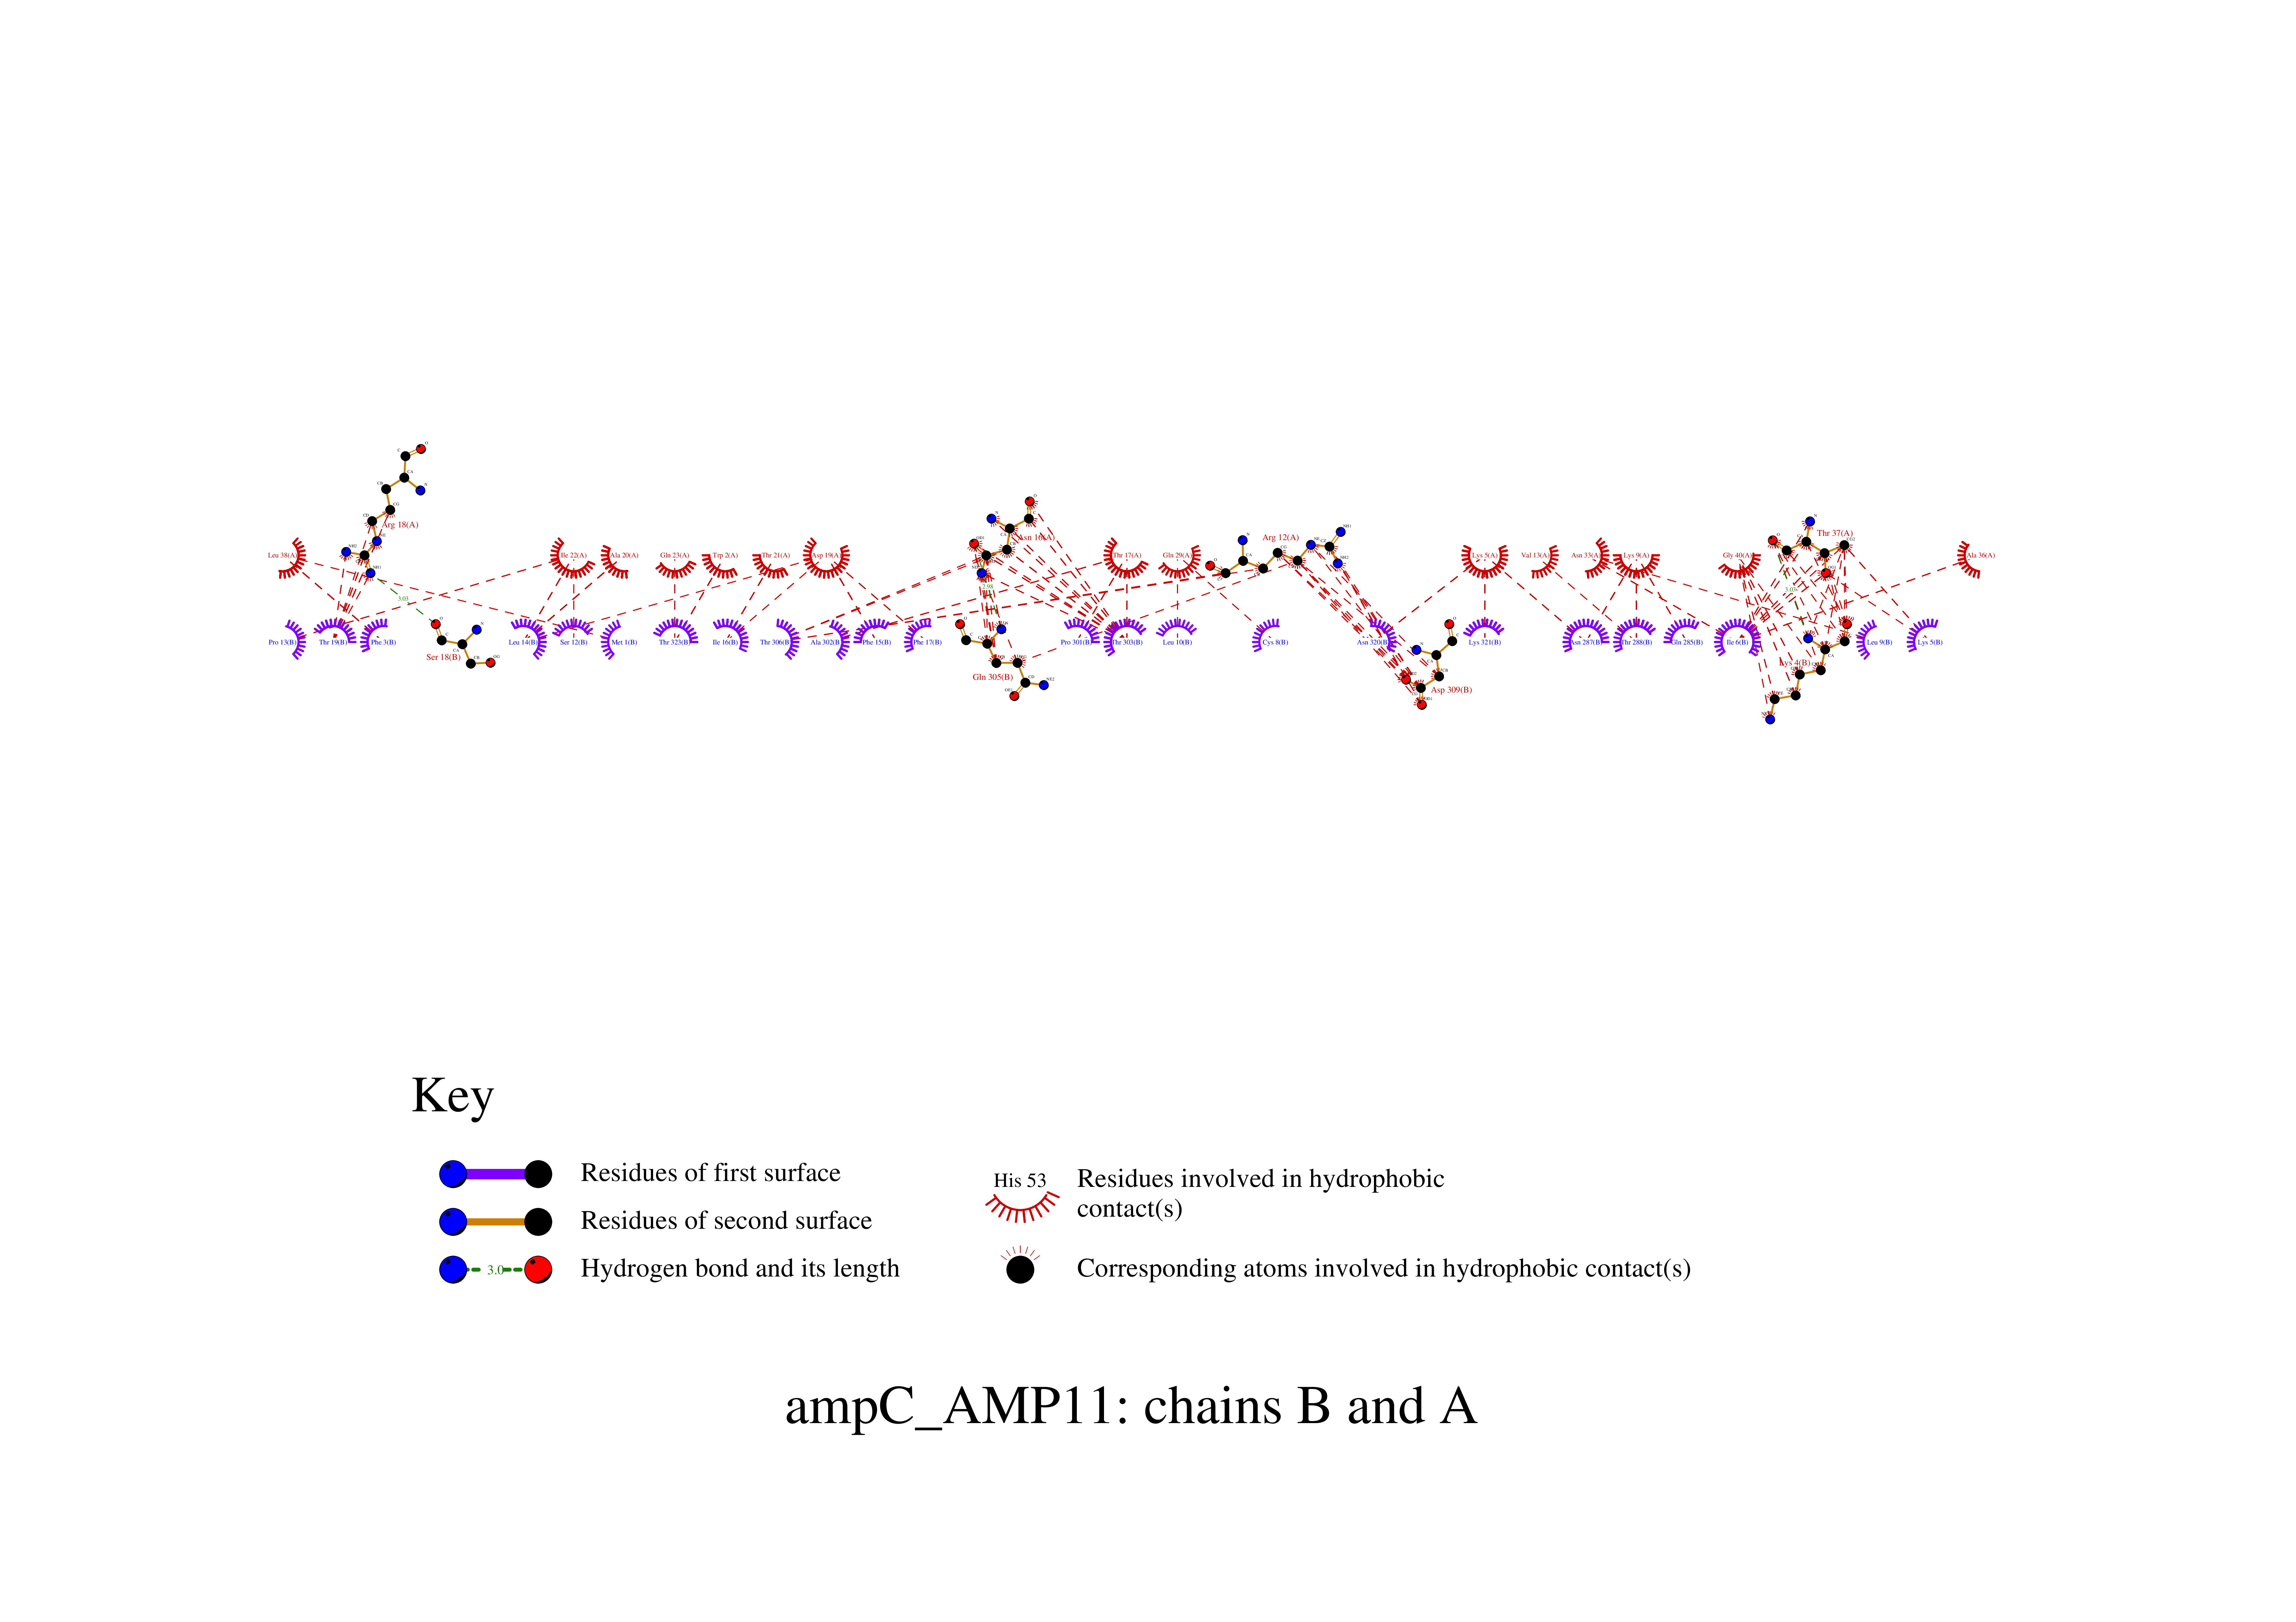 Arg 18(A)
Asn 16(A)
Arg 12(A)
Thr 37(A)
Leu 38(A)
Ile 22(A)
Ala 20(A)
Gln 23(A)
Trp 2(A)
Thr 21(A)
Asp 19(A)
Thr 17(A)
Gln 29(A)
Lys 5(A)
Val 13(A)
Asn 33(A)
Lys 9(A)
Gly 40(A)
Ala 36(A)
3.03
2.98
Pro 13(B)
Thr 19(B)
Phe 3(B)
Ser 18(B)
Leu 14(B)
Ser 12(B)
Met 1(B)
Thr 323(B)
Ile 16(B)
Thr 306(B)
Ala 302(B)
Phe 15(B)
Phe 17(B)
Gln 305(B)
Pro 301(B)
Thr 303(B)
Leu 10(B)
Cys 8(B)
Asn 320(B)
Asp 309(B)
Lys 321(B)
Asn 287(B)
Thr 288(B)
Gln 285(B)
Ile 6(B)
Lys 4(B)
Leu 9(B)
Lys 5(B)
Key
Residues of first surface
Residues of second surface
3.0
Hydrogen bond and its length
His 53
Residues involved in hydrophobic
contact(s)
Corresponding atoms involved in hydrophobic contact(s)
ampC_AMP11: chains B and A